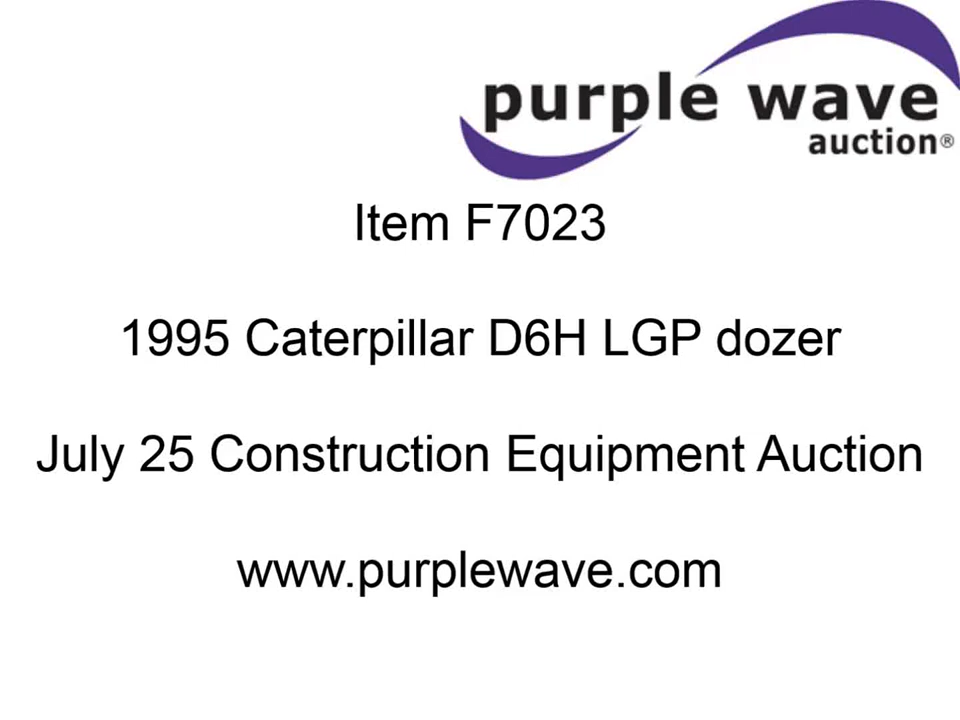 purple wave
auction®
Item F7023
1995 Caterpillar D6H LGP dozer
July 25 Construction Equipment Auction
www.purplewave.com